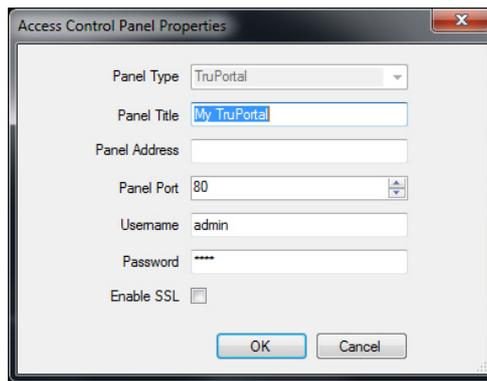 Access Control Panel Properties
Panel Type TruPortal
Panel Title My TruPortal
Panel Address
Panel Port 80
Username admin
Password ****
Enable SSL
OK Cancel